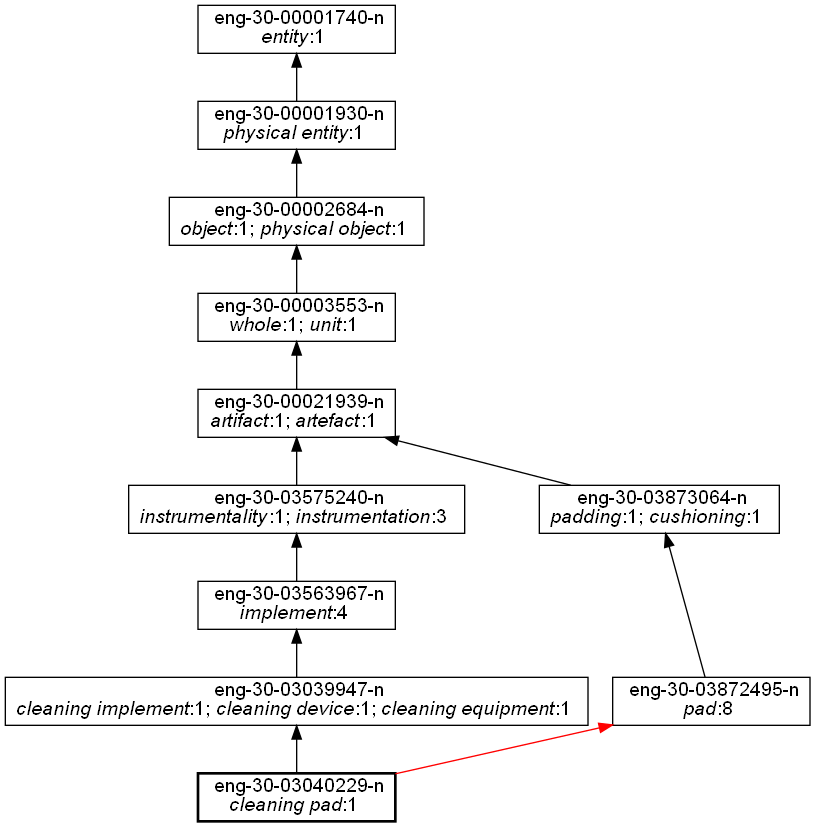 eng-30-00001740-n
entity:1
eng-30-00001930-n
physical entity:1
eng-30-00002684-n
object:1; physical object:1
eng-30-00003553-n
whole:1; unit:1
eng-30-00021939-n
artifact:1; artefact:1
eng-30-03575240-n
instrumentality:1; instrumentation:3
eng-30-03873064-n
padding:1; cushioning:1
eng-30-03563967-n
implement:4
eng-30-03039947-n
cleaning implement:1; cleaning device:1; cleaning equipment:1
eng-30-03872495-n
pad:8
eng-30-03040229-n
cleaning pad:1